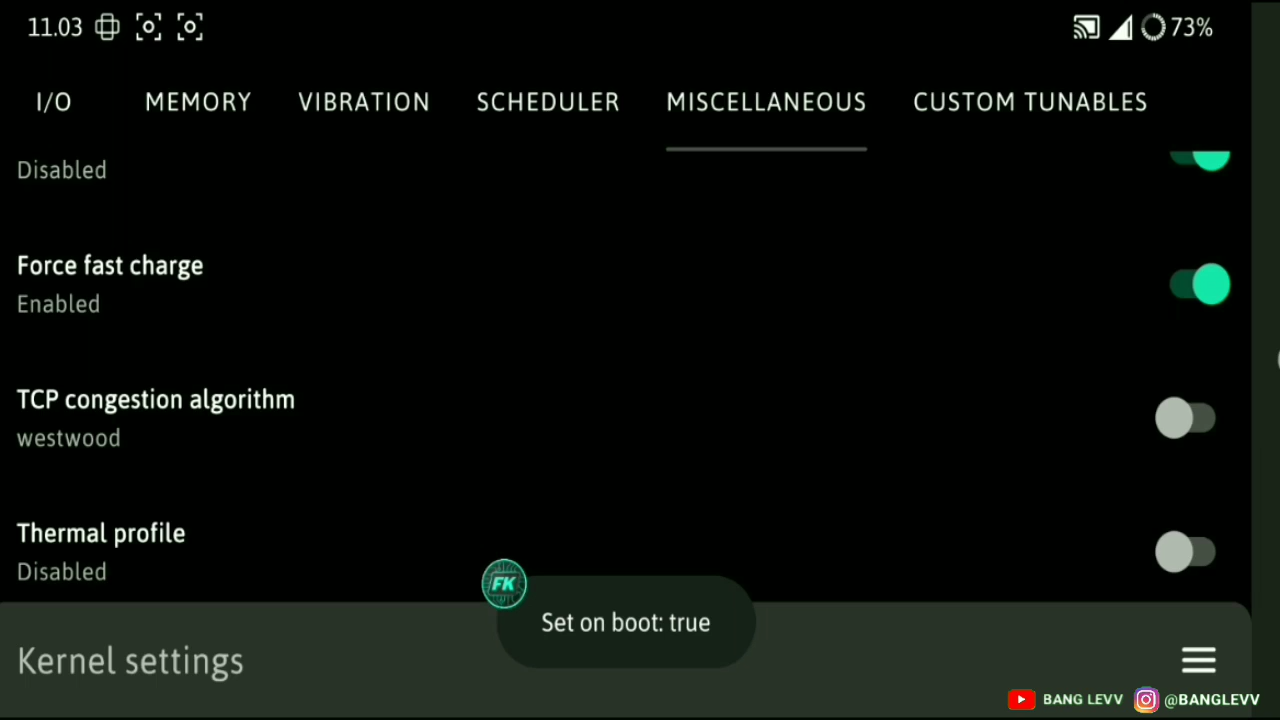 11.03
73%
I/O MEMORY VIBRATION SCHEDULER MISCELLANEOUS CUSTOM TUNABLES
Disabled
Force fast charge
Enabled
TCP congestion algorithm
westwood
Thermal profile
Disabled
FK
Set on boot: true
Kernel settings
BANG LEVV @BANGLEVV